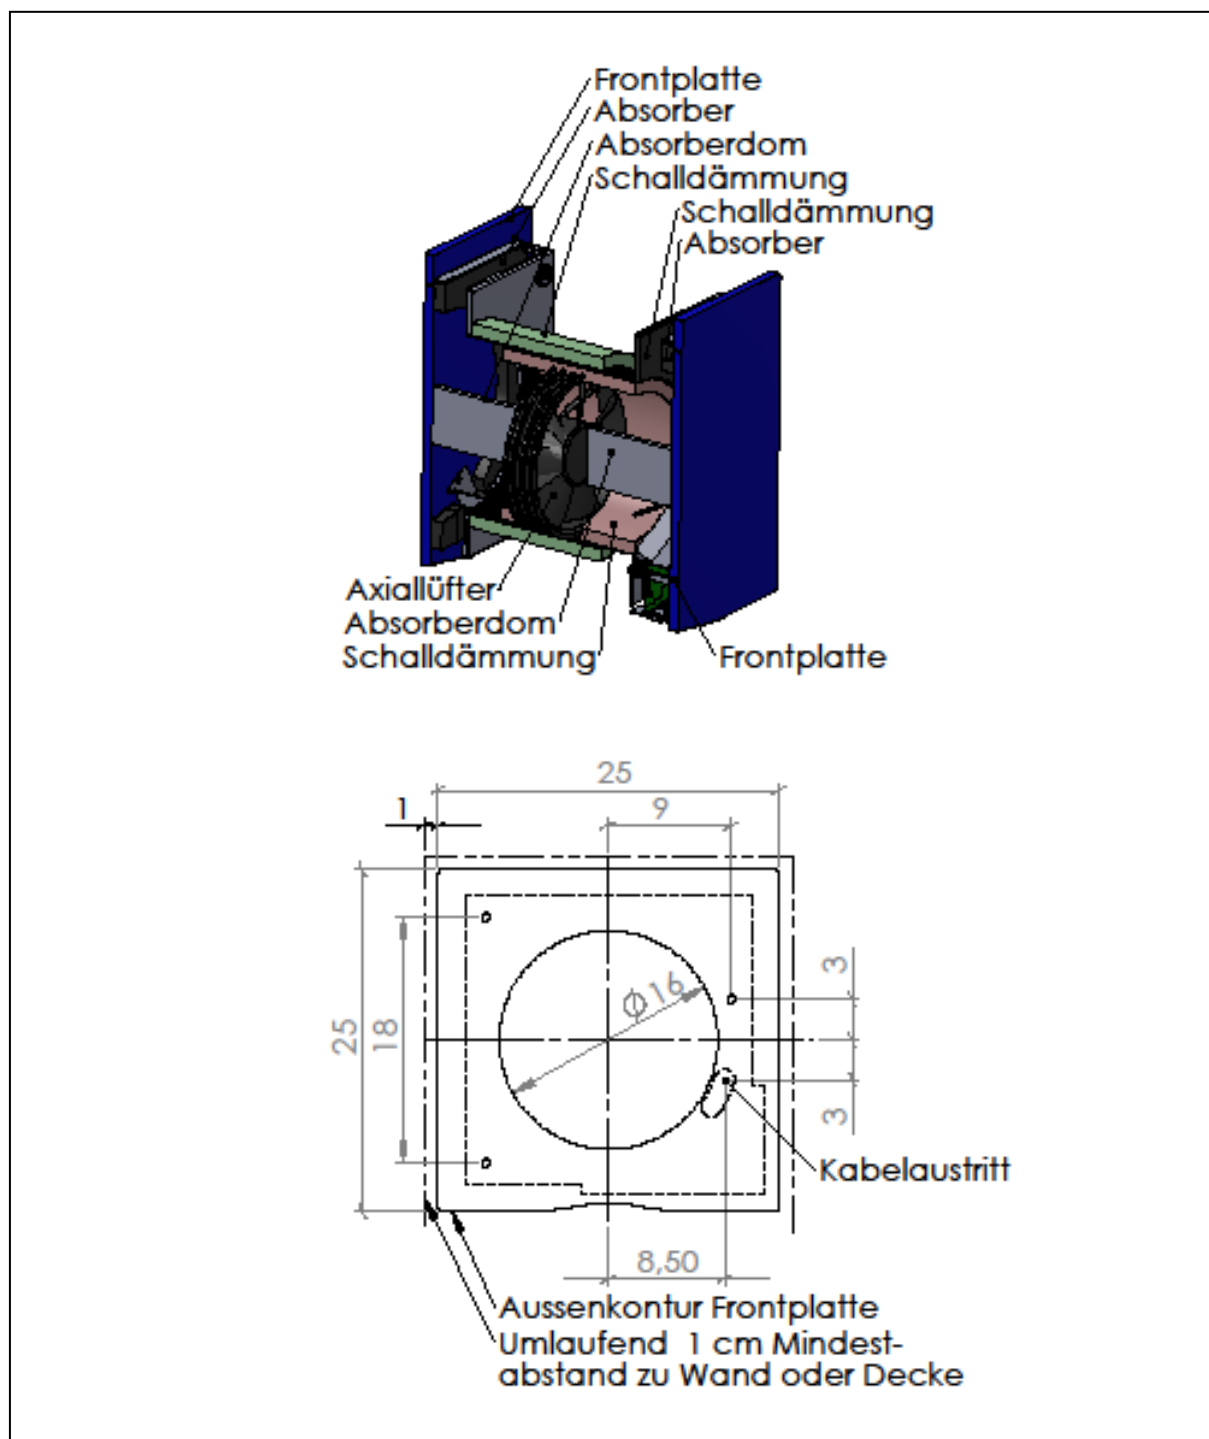 Frontplatte
Absorber
Absorberdom
Schalldämmung
Schalldämmung
Absorber
Axiallüfter
Absorberdom
Schalldämmung
Frontplatte
25
1
9
3
Ø 16
25
18
3
Kabelaustritt
8,50
Aussenkontur Frontplatte
Umlaufend 1 cm Mindest-
abstand zu Wand oder Decke